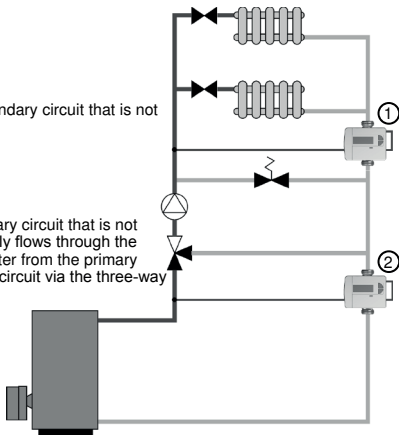 ndary circuit that is not
①
ary circuit that is not
ly flows through the
ter from the primary
circuit via the three-way
②